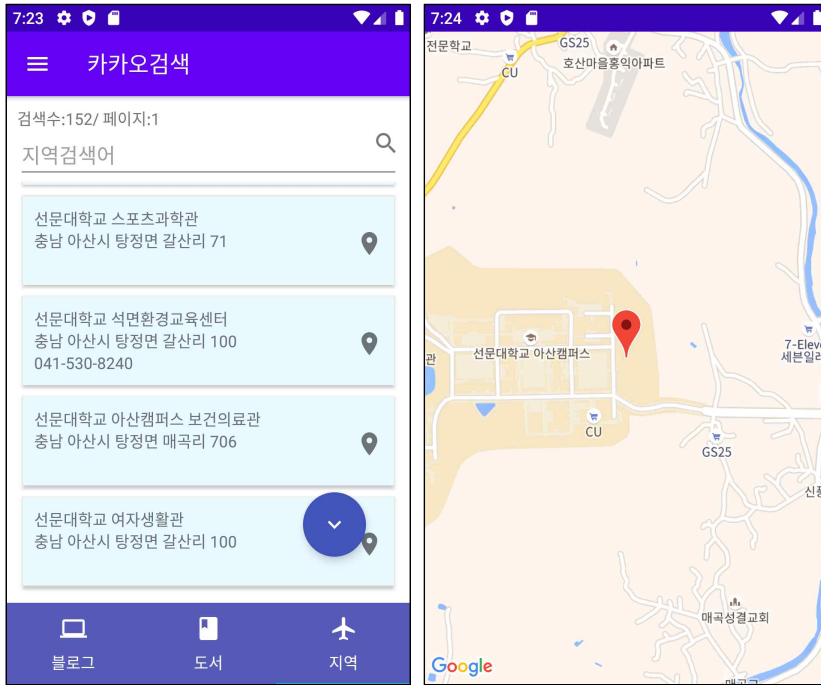 7:23
카카오검색
검색수:152/ 페이지:1
지역검색어
선문대학교 스포츠과학관
충남 아산시 탕정면 갈산리 71
선문대학교 석면환경교육센터
충남 아산시 탕정면 갈산리 100
041-530-8240
선문대학교 아산캠퍼스 보건의료관
충남 아산시 탕정면 매곡리 706
선문대학교 여자생활관
충남 아산시 탕정면 갈산리 100
블로그 도서 지역
7:24
전문학교
GS25
CU
호산마을홍익아파트
7-Eleve
세븐일레
관
선문대학교 아산캠퍼스
CU
GS25
신풍
매곡성결교회
Google